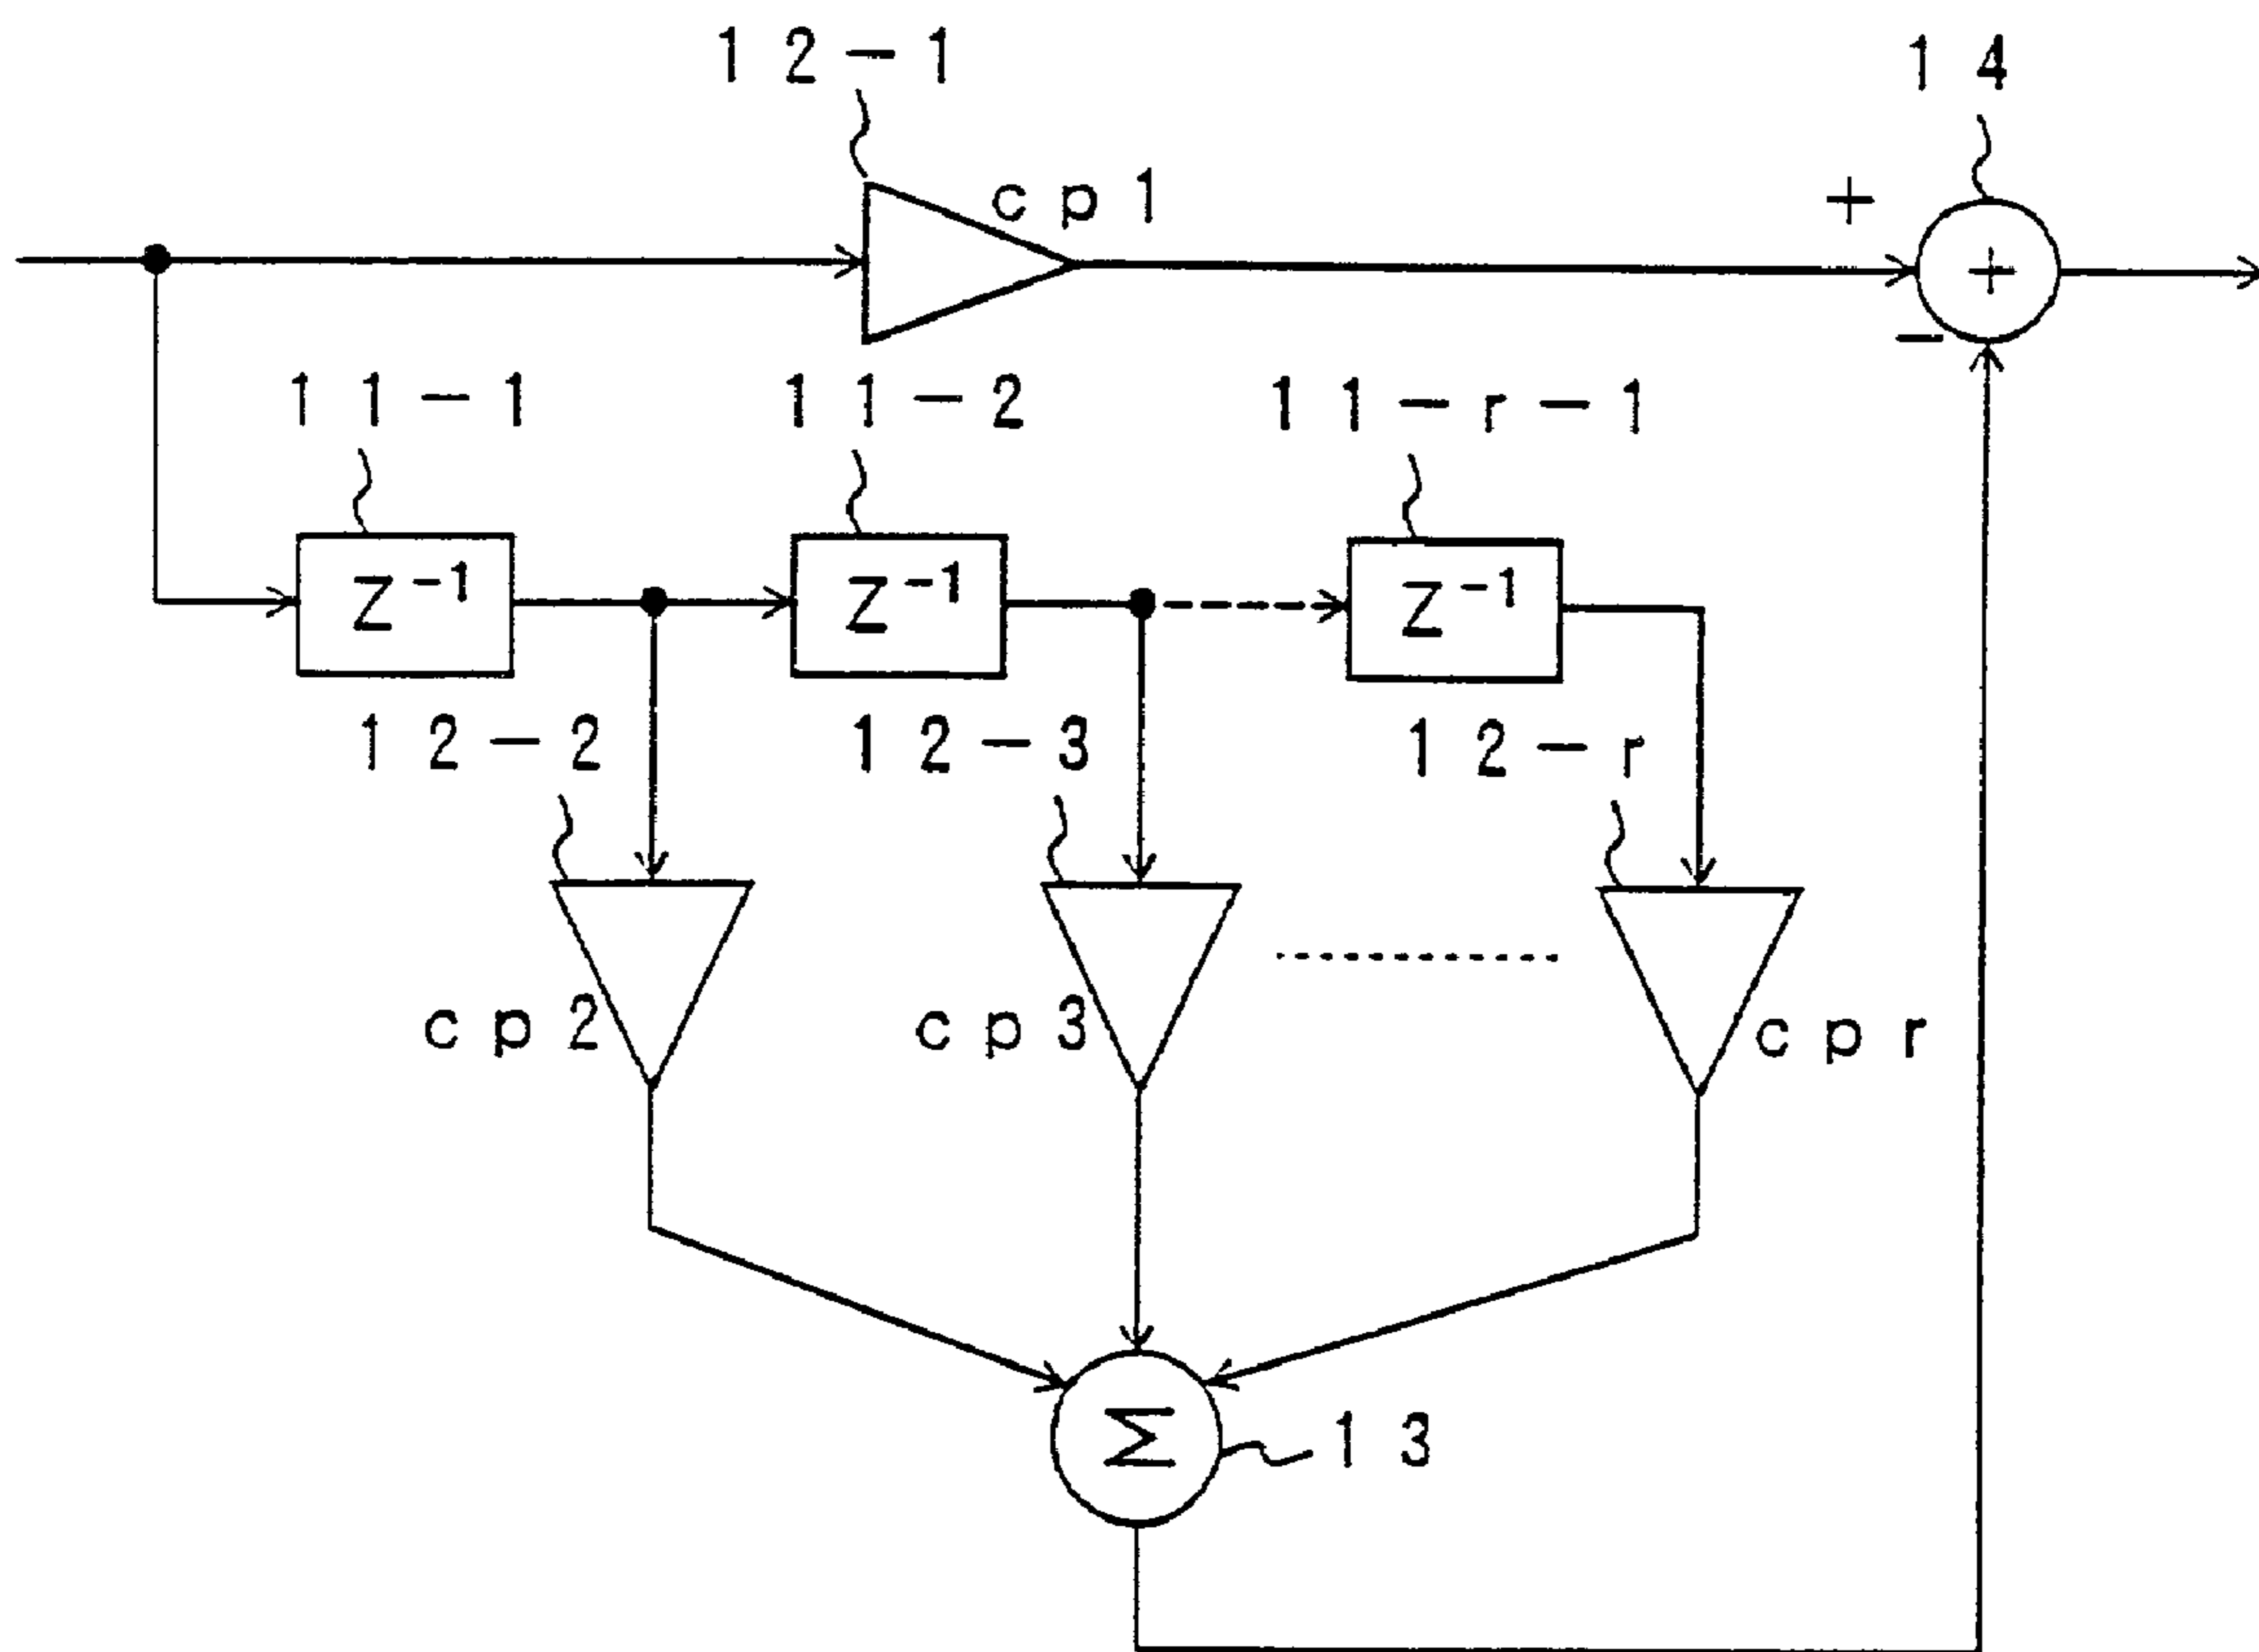 12-1
14
cp1
+
+
-
11-1
11-2
11-r-1
Z⁻¹
Z⁻¹
Z⁻¹
12-2
12-3
12-r
cp2
cp3
cpr
Σ
13